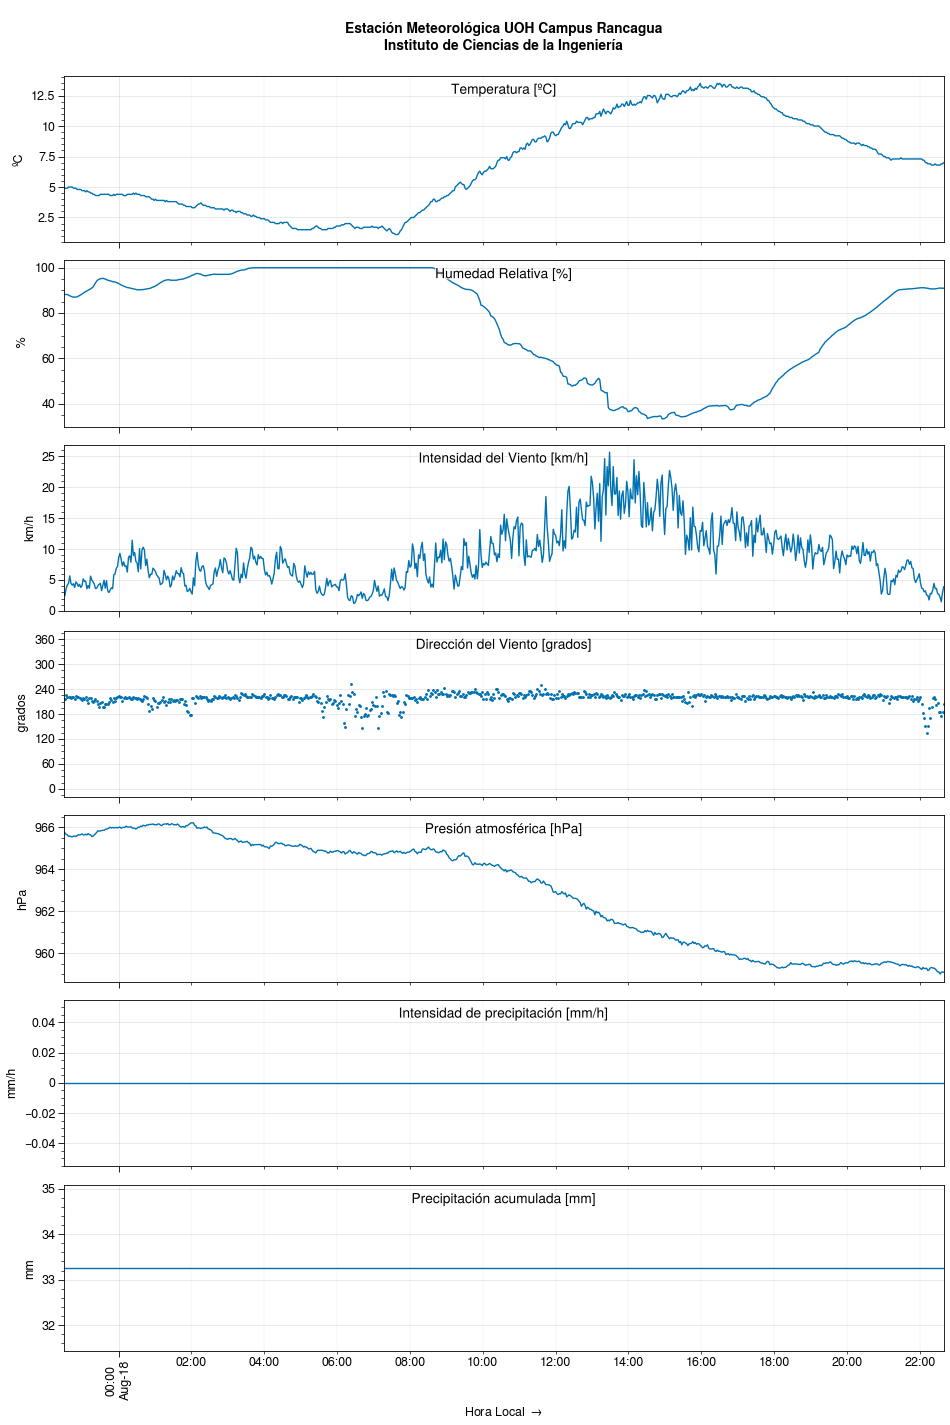 Estación Meteorológica UOH Campus Rancagua
Instituto de Ciencias de la Ingeniería
Temperatura [ºC]
12.5
10
7.5
5
2.5
ºC
Humedad Relativa [%]
100
80
60
40
%
Intensidad del Viento [km/h]
25
20
15
10
5
0
km/h
Dirección del Viento [grados]
360
300
240
180
120
60
0
grados
Presión atmosférica [hPa]
966
964
962
960
hPa
Intensidad de precipitación [mm/h]
0.04
0.02
0
−0.02
−0.04
mm/h
Precipitación acumulada [mm]
35
34
33
32
mm
00:00
Aug-18
02:00
04:00
06:00
08:00
10:00
12:00
14:00
16:00
18:00
20:00
22:00
Hora Local →